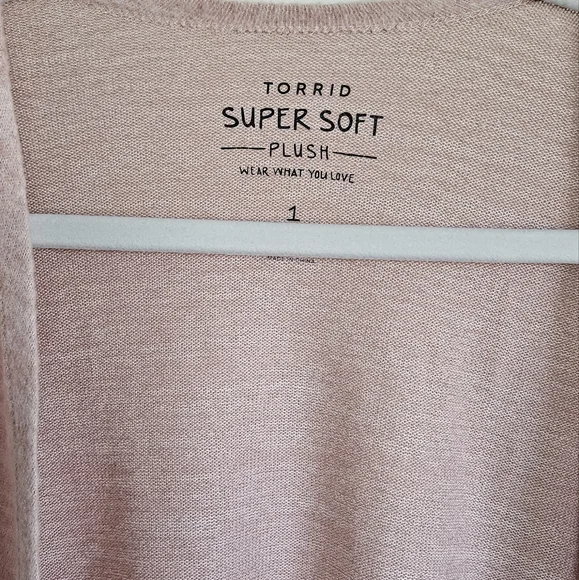 TORRID
SUPER SOFT
PLUSH
WEAR WHAT YOU LOVE
1